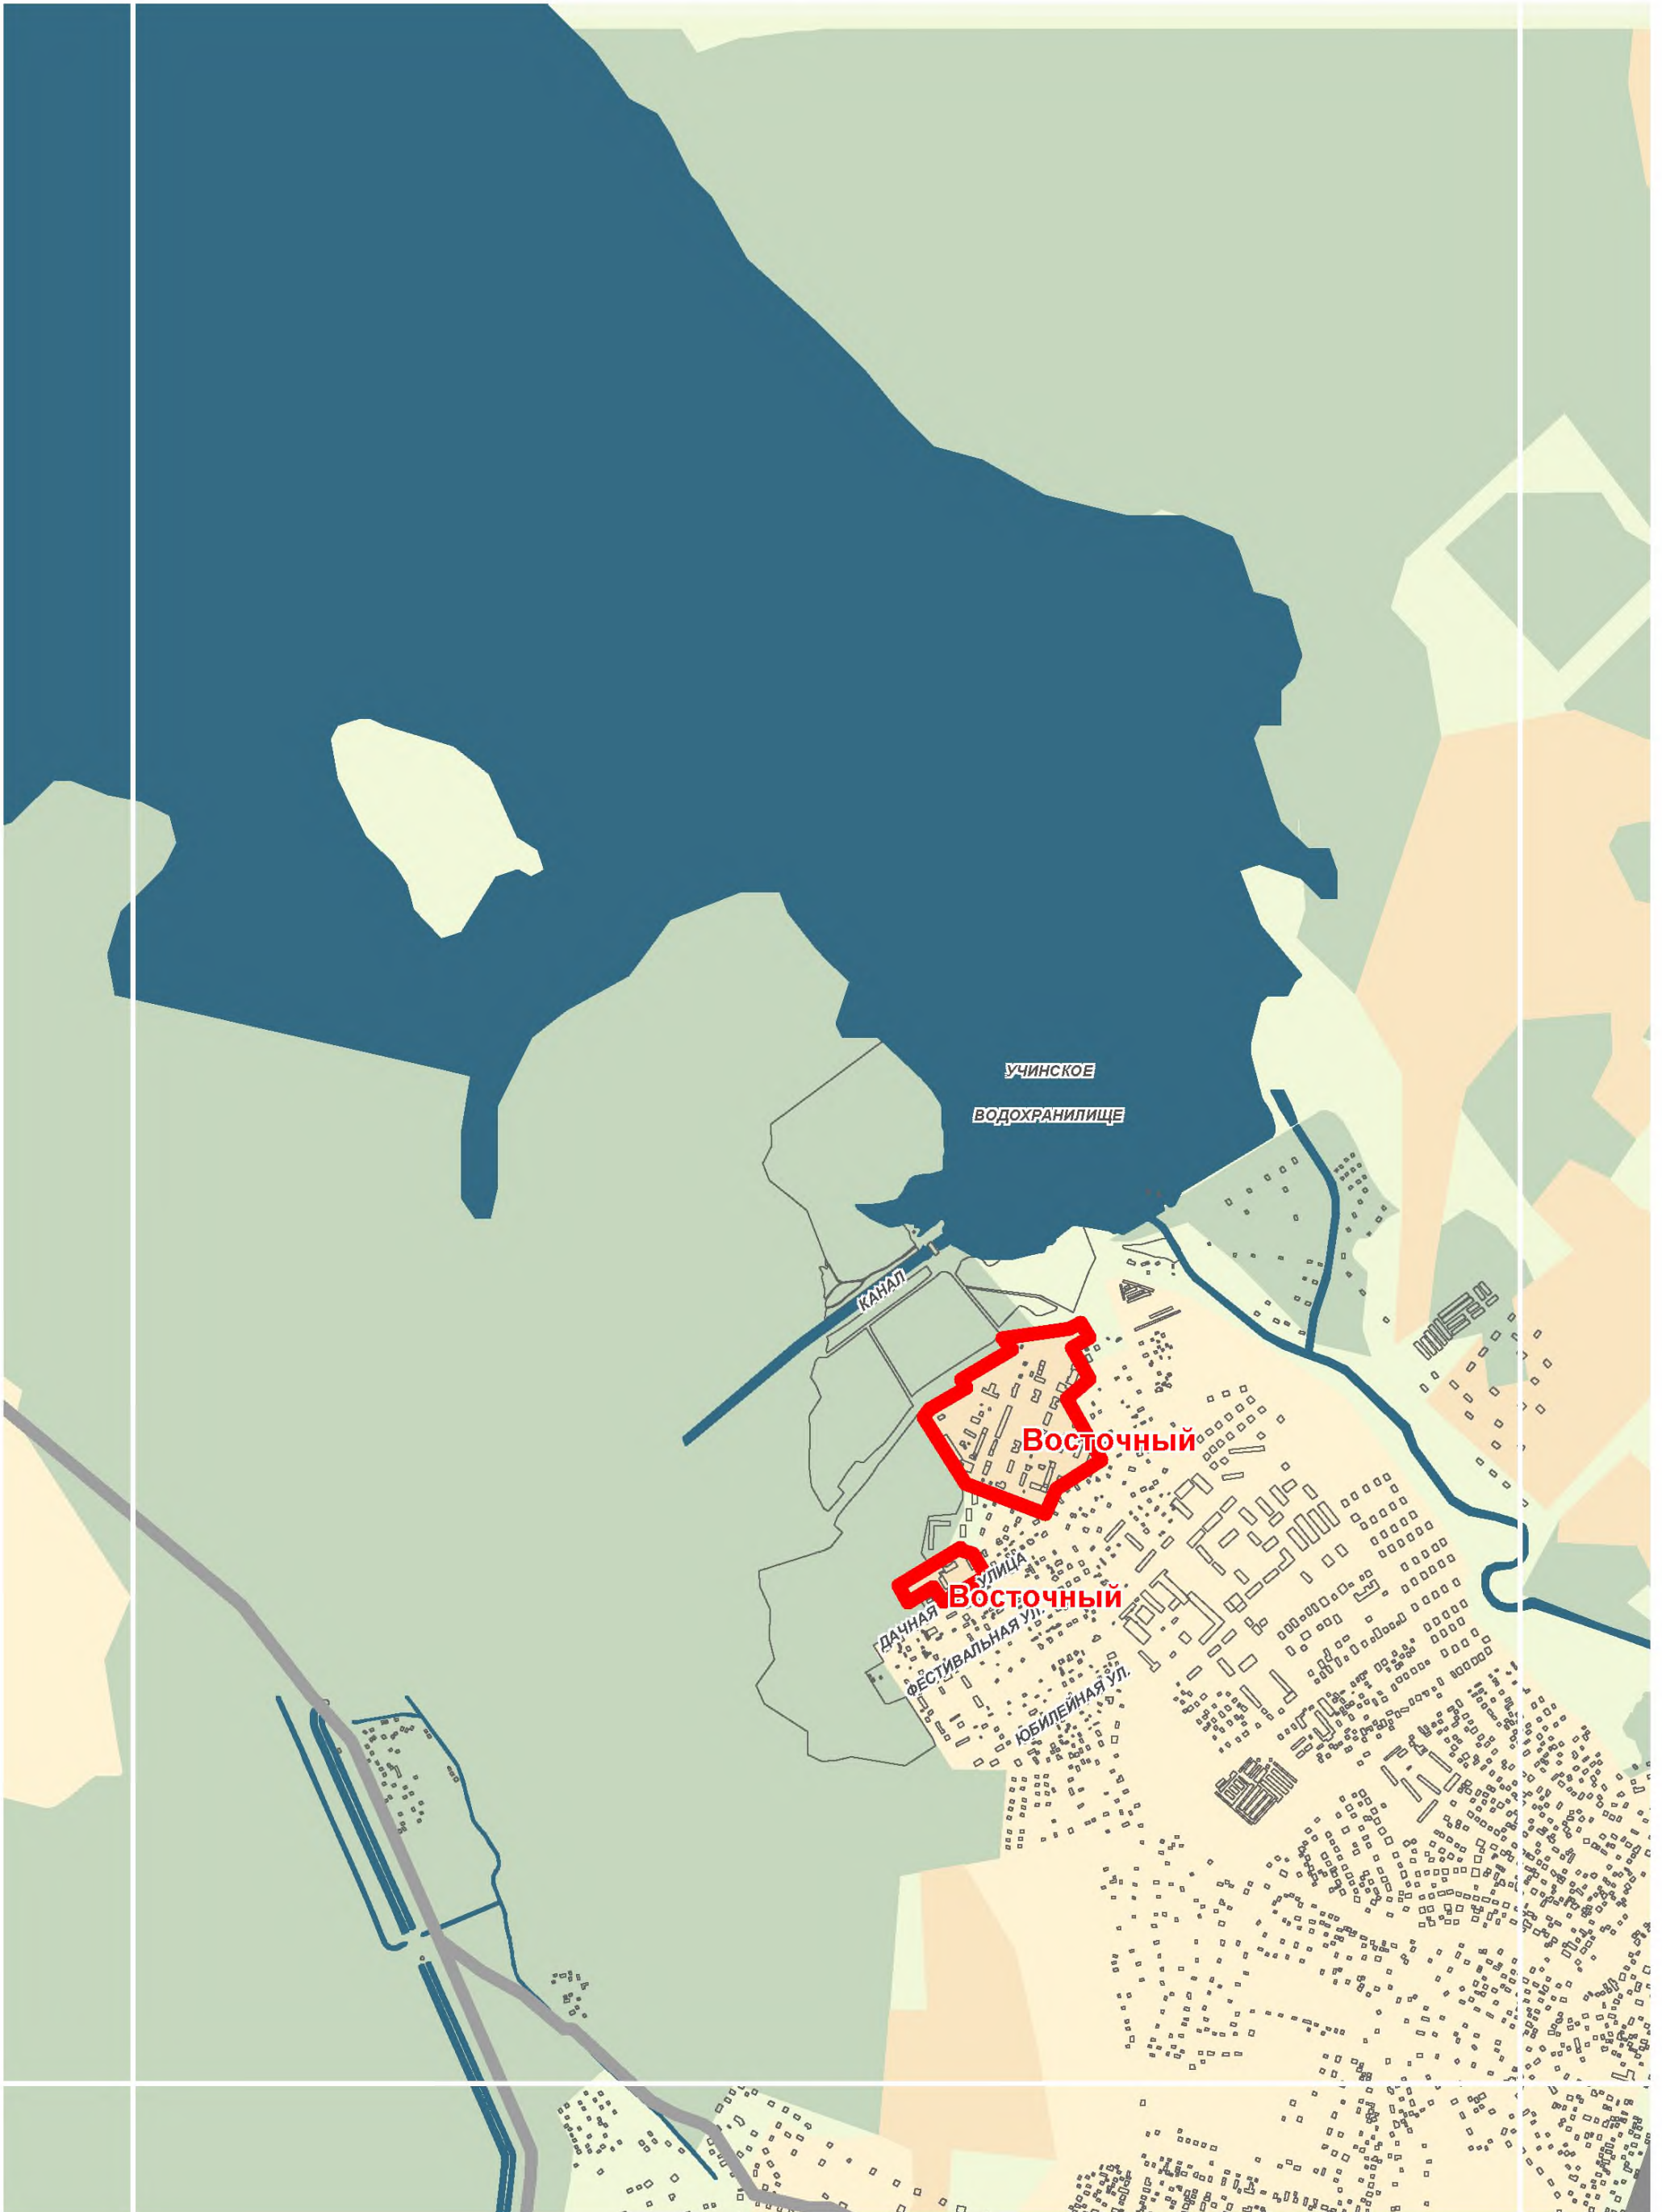 УЧИНСКОЕ
ВОДОХРАНИЛИЩЕ
КАНАЛ
Восточный
УЛИЦА
Восточный
ДАЧНАЯ
ФЕСТИВАЛЬНАЯ УЛ.
ЮБИЛЕЙНАЯ УЛ.